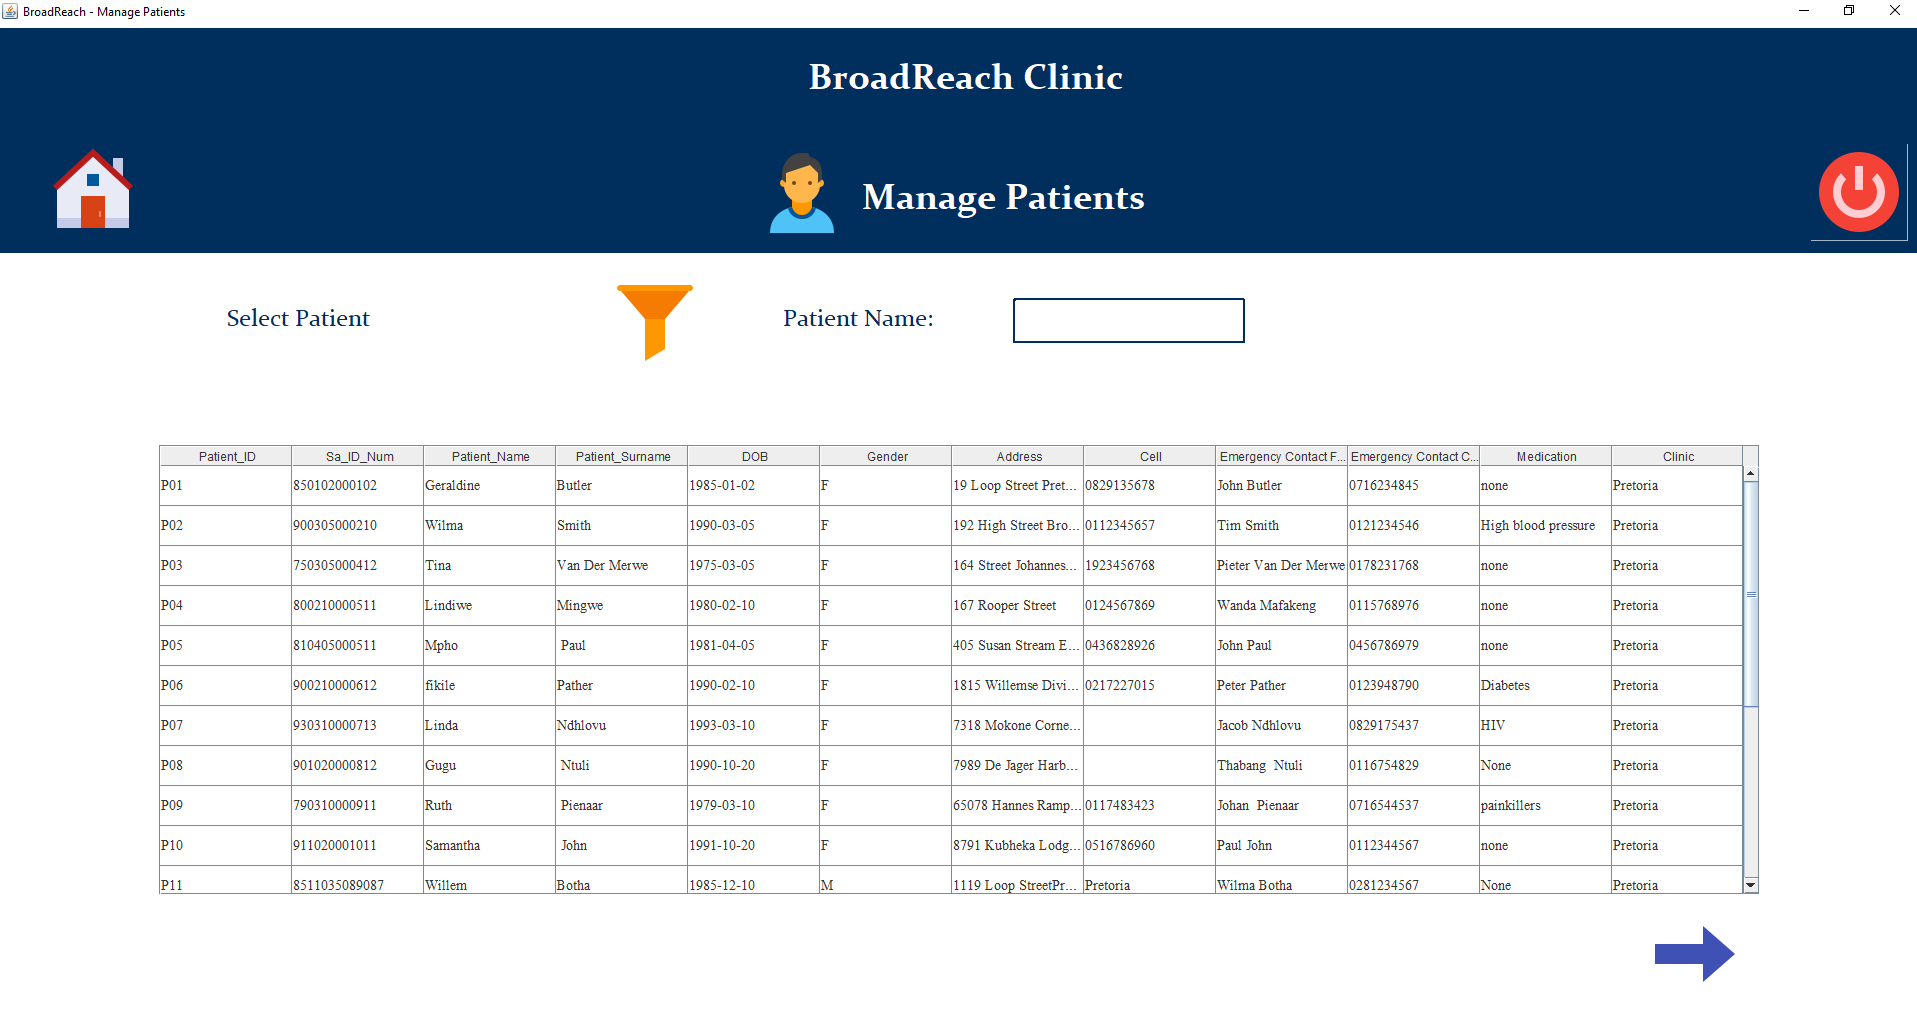 BroadReach - Manage Patients
BroadReach Clinic
Manage Patients
Select Patient Patient Name:
Patient_ID Sa_ID_Num Patient_Name Patient_Surname DOB Gender Address Cell Emergency Contact F... Emergency Contact C... Medication Clinic
P01 850102000102 Geraldine Butler 1985-01-02 F 19 Loop Street Pret... 0829135678 John Butler 0716234845 none Pretoria
P02 900305000210 Wilma Smith 1990-03-05 F 192 High Street Bro... 0112345657 Tim Smith 0121234546 High blood pressure Pretoria
P03 750305000412 Tina Van Der Merwe 1975-03-05 F 164 Street Johannes... 1923456768 Pieter Van Der Merwe 0178231768 none Pretoria
P04 800210000511 Lindiwe Mingwe 1980-02-10 F 167 Rooper Street 0124567869 Wanda Mafakeng 0115768976 none Pretoria
P05 810405000511 Mpho Paul 1981-04-05 F 405 Susan Stream E... 0436828926 John Paul 0456786979 none Pretoria
P06 900210000612 fikile Pather 1990-02-10 F 1815 Willemse Divi... 0217227015 Peter Pather 0123948790 Diabetes Pretoria
P07 930310000713 Linda Ndhlovu 1993-03-10 F 7318 Mokone Corne... Jacob Ndhlovu 0829175437 HIV Pretoria
P08 901020000812 Gugu Ntuli 1990-10-20 F 7989 De Jager Harb... Thabang Ntuli 0116754829 None Pretoria
P09 790310000911 Ruth Pienaar 1979-03-10 F 65078 Hannes Ramp... 0117483423 Johan Pienaar 0716544537 painkillers Pretoria
P10 911020001011 Samantha John 1991-10-20 F 8791 Kubheka Lodg... 0516786960 Paul John 0112344567 none Pretoria
P11 8511035089087 Willem Botha 1985-12-10 M 1119 Loop StreetPr... Pretoria Wilma Botha 0281234567 None Pretoria